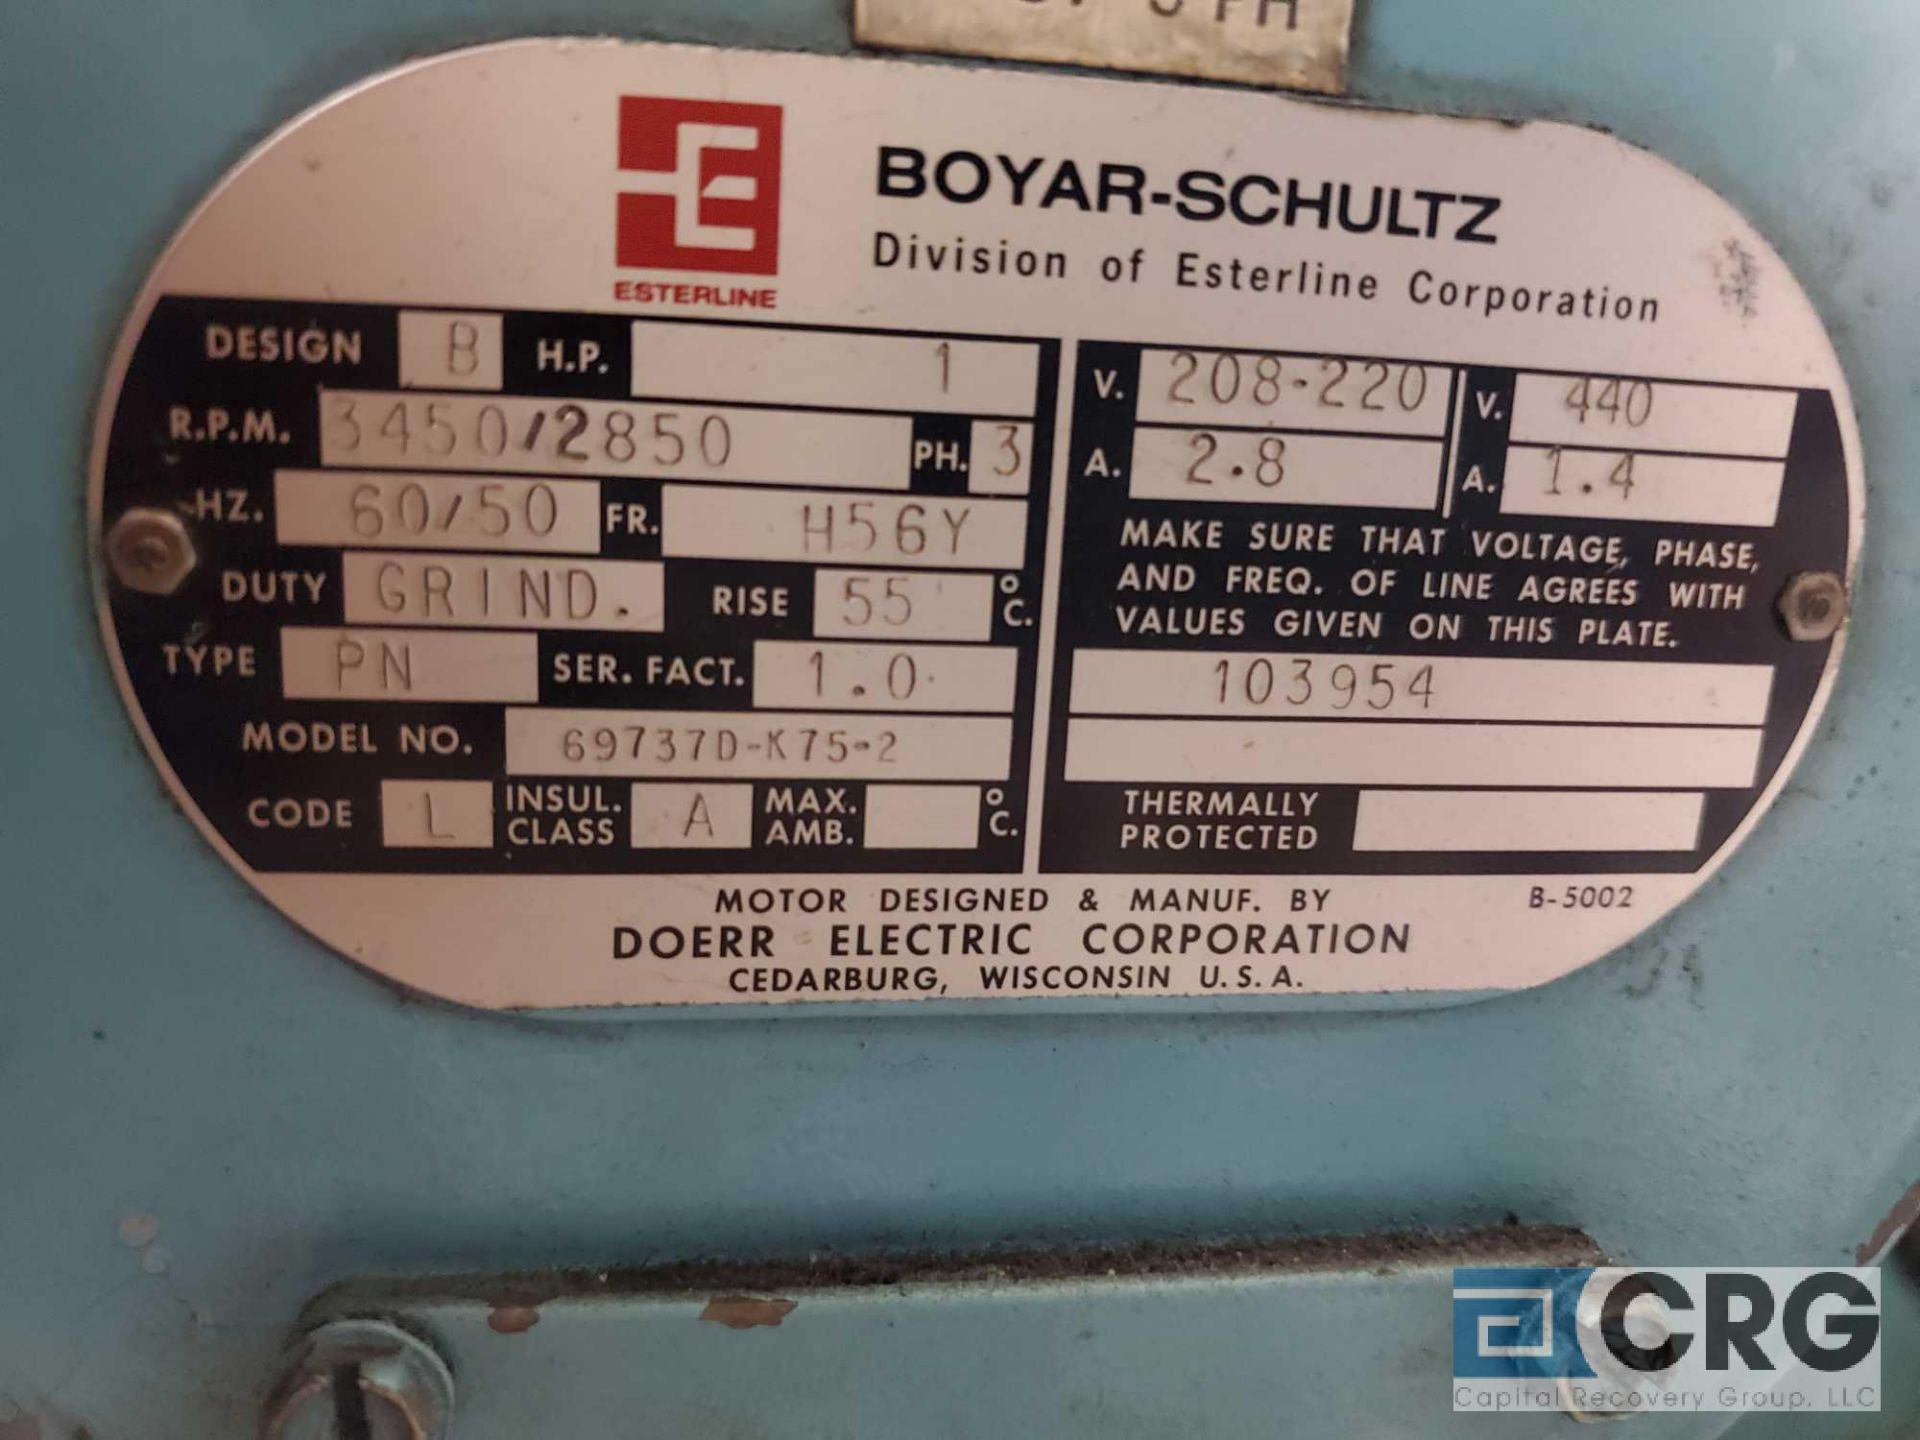 3PH
ESTERLINE
BOYAR-SCHULTZ
Division of Esterline Corporation
DESIGN B H.P. 1
R.P.M. 3450/2850 PH. 3
HZ. 60/50 FR. H56Y
DUTY GRIND. RISE 55 °C.
TYPE PN SER. FACT. 1.0
MODEL NO. 69737D-K75-2
CODE L INSUL. CLASS A MAX. AMB. °C.
V. 208-220 V. 440
A. 2.8 A. 1.4
MAKE SURE THAT VOLTAGE, PHASE,
AND FREQ. OF LINE AGREES WITH
VALUES GIVEN ON THIS PLATE.
103954
THERMALLY
PROTECTED
MOTOR DESIGNED & MANUF. BY
B-5002
DOERR ELECTRIC CORPORATION
CEDARBURG, WISCONSIN U.S.A.
CRG
Capital Recovery Group, LLC